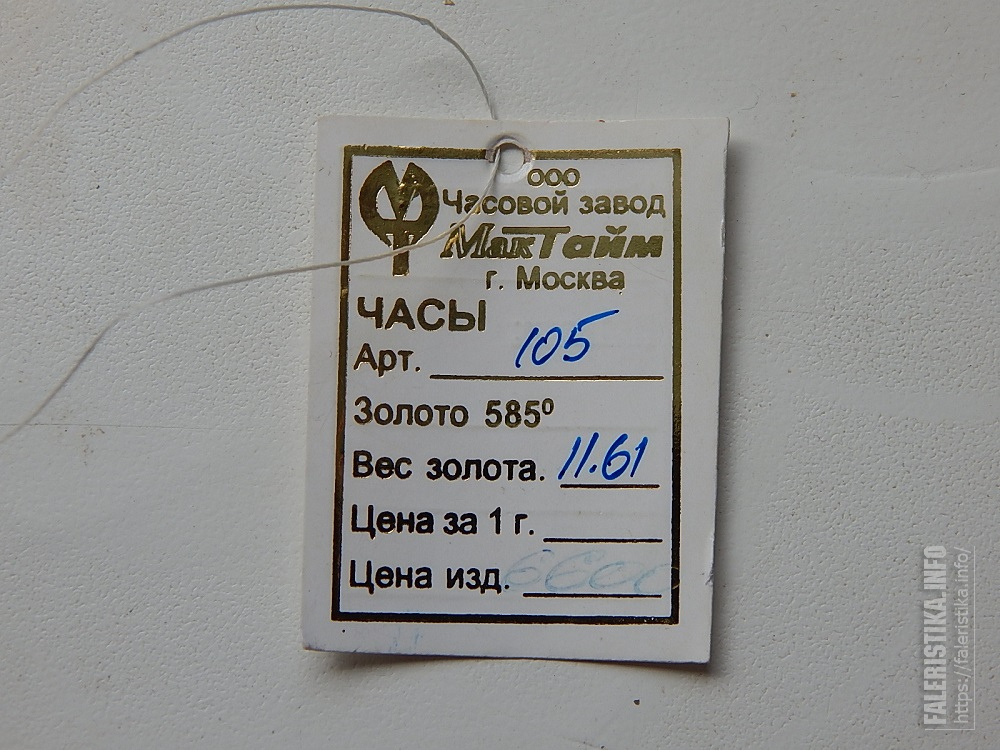 ООО
Часовой завод
МакТайм
г. Москва
ЧАСЫ
Арт. 105
Золото 585º
Вес золота. 11.61
Цена за 1 г.
Цена изд.
FALERISTIKA.INFO
https://faleristika.info/